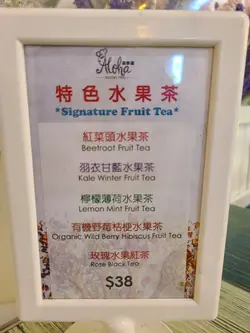 Aloha
特色水果茶
*Signature Fruit Tea*
紅菜頭水果茶
Beetroot Fruit Tea
羽衣甘藍水果茶
Kale Winter Fruit Tea
檸檬薄荷水果茶
Lemon Mint Fruit Tea
有機野莓桔梗水果茶
Organic Wild Berry Hibiscus Fruit Tea
玫瑰水果紅茶
Rose Black Tea
$38